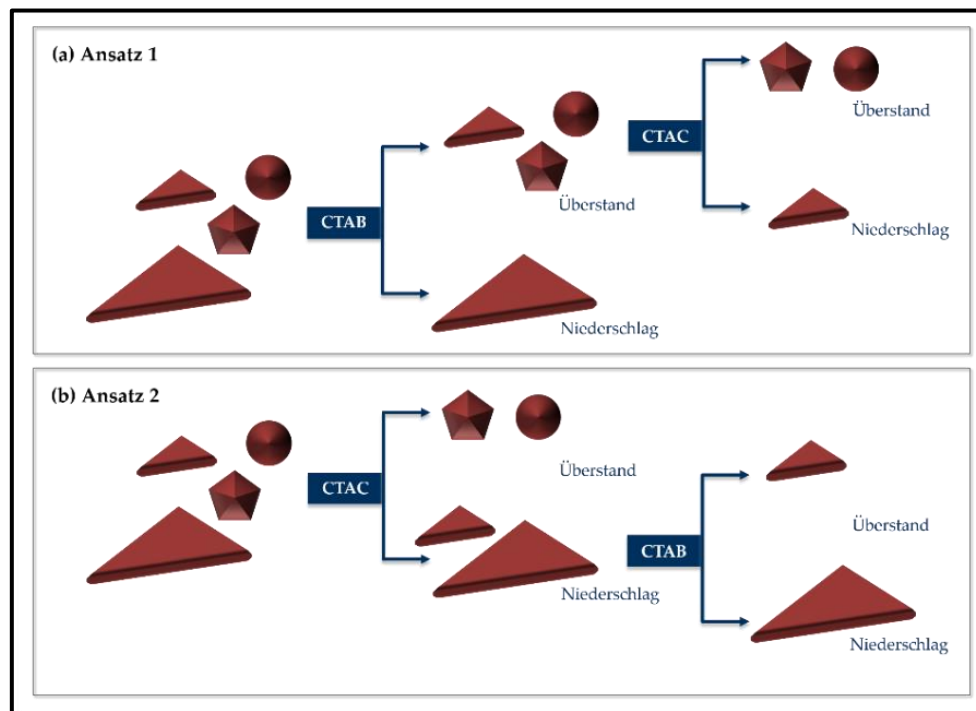 (a) Ansatz 1
CTAB
Überstand
Niederschlag
CTAC
Überstand
Niederschlag
(b) Ansatz 2
CTAC
Überstand
Niederschlag
CTAB
Überstand
Niederschlag